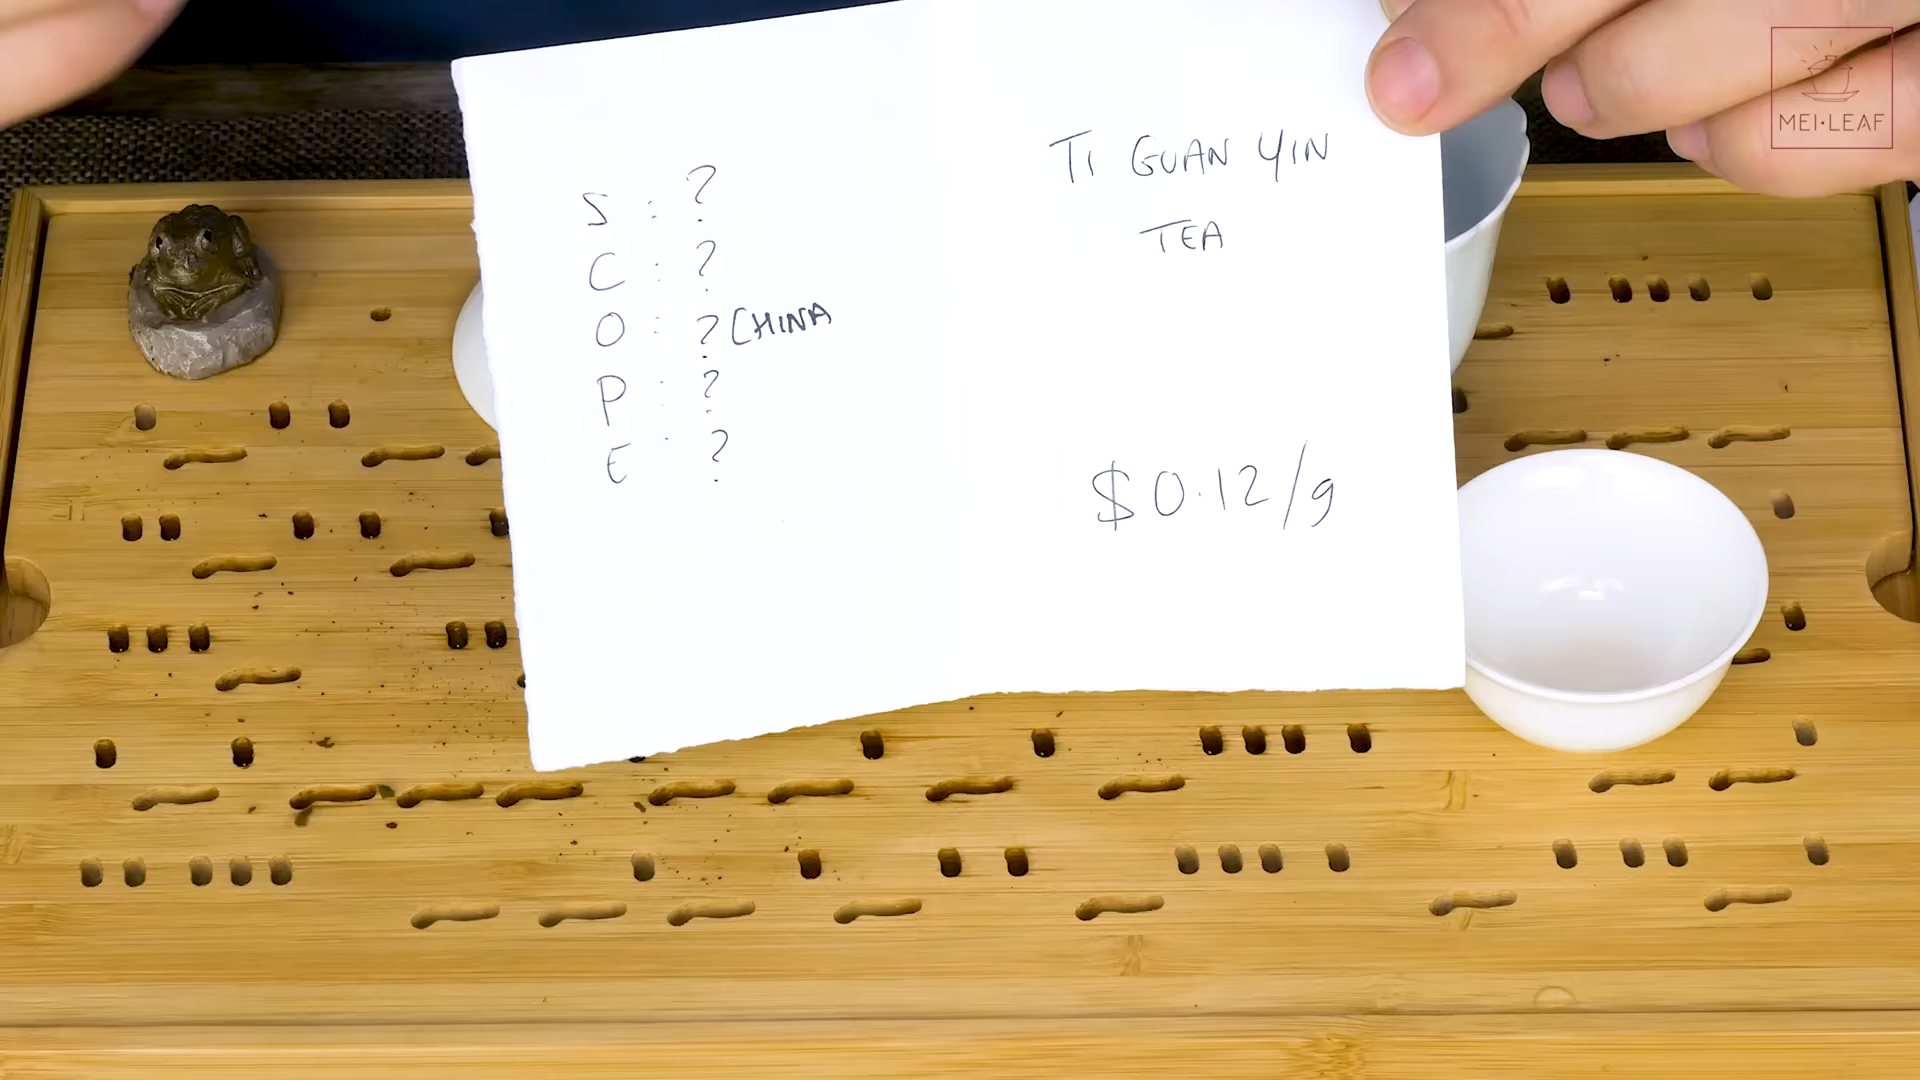 S : ?
C : ?
O : ? CHINA
P : ?
E : ?
TI GUAN YIN
TEA
$0.12/g
MEI·LEAF